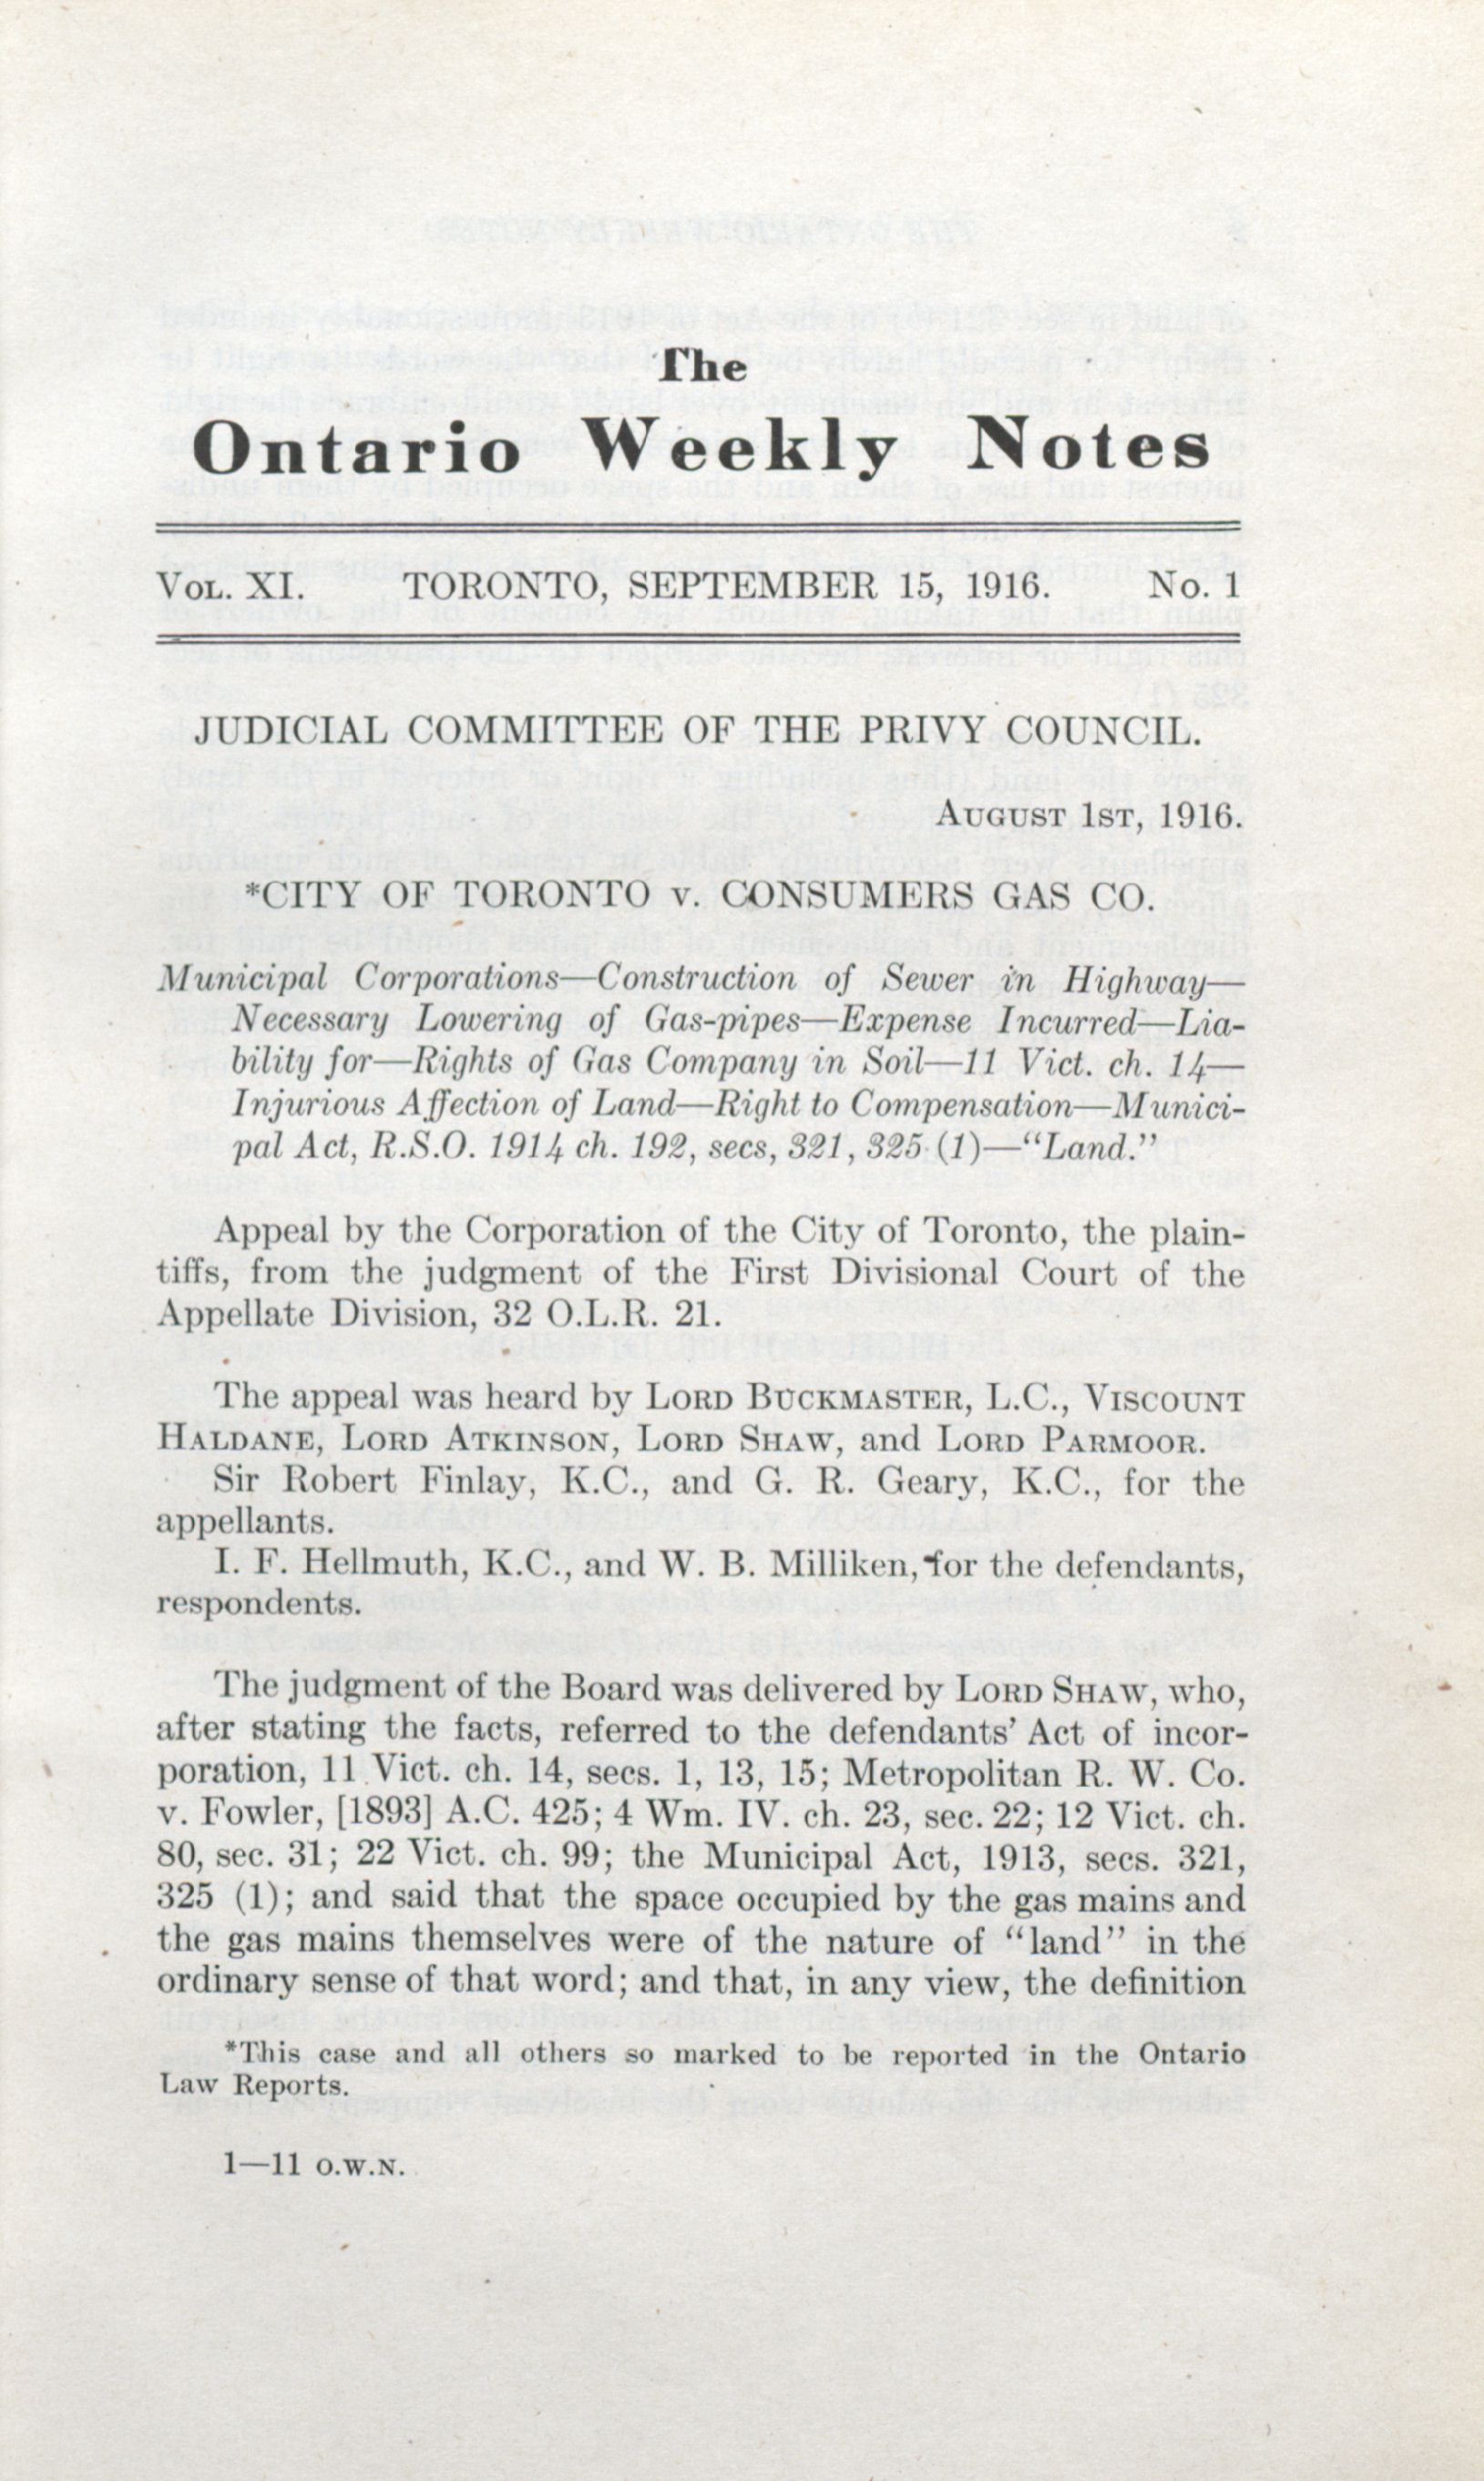 The
Ontario Weekly Notes
VOL. XI. TORONTO, SEPTEMBER 15, 1916. No. 1
JUDICIAL COMMITTEE OF THE PRIVY COUNCIL.
AUGUST 1ST, 1916.
*CITY OF TORONTO v. CONSUMERS GAS CO.
Municipal Corporations—Construction of Sewer in Highway—
Necessary Lowering of Gas-pipes—Expense Incurred—Lia-
bility for—Rights of Gas Company in Soil—11 Vict. ch. 14—
Injurious Affection of Land—Right to Compensation—Munici-
pal Act, R.S.O. 1914 ch. 192, secs, 321, 325 (1)—“Land.”
Appeal by the Corporation of the City of Toronto, the plain-
tiffs, from the judgment of the First Divisional Court of the
Appellate Division, 32 O.L.R. 21.
The appeal was heard by LORD BUCKMASTER, L.C., VISCOUNT
HALDANE, LORD ATKINSON, LORD SHAW, and LORD PARMOOR.
Sir Robert Finlay, K.C., and G. R. Geary, K.C., for the
appellants.
I. F. Hellmuth, K.C., and W. B. Milliken, for the defendants,
respondents.
The judgment of the Board was delivered by LORD SHAW, who,
after stating the facts, referred to the defendants’ Act of incor-
poration, 11 Vict. ch. 14, secs. 1, 13, 15; Metropolitan R. W. Co.
v. Fowler, [1893] A.C. 425; 4 Wm. IV. ch. 23, sec. 22; 12 Vict. ch.
80, sec. 31; 22 Vict. ch. 99; the Municipal Act, 1913, secs. 321,
325 (1); and said that the space occupied by the gas mains and
the gas mains themselves were of the nature of “land” in the
ordinary sense of that word; and that, in any view, the definition
*This case and all others so marked to be reported in the Ontario
Law Reports.
1—11 O.W.N.